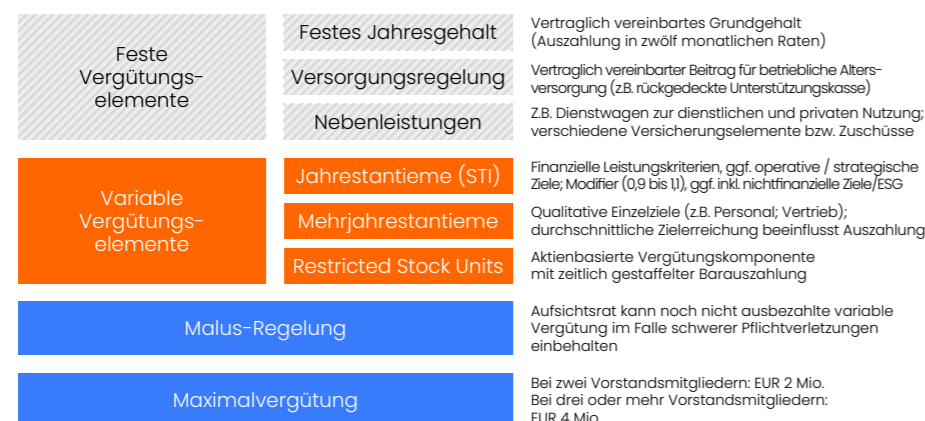 Feste
Vergütungs-
elemente
Festes Jahresgehalt
Vertraglich vereinbartes Grundgehalt
(Auszahlung in zwölf monatlichen Raten)
Versorgungsregelung
Vertraglich vereinbarter Beitrag für betriebliche Alters-
versorgung (z.B. rückgedeckte Unterstützungskasse)
Nebenleistungen
Z.B. Dienstwagen zur dienstlichen und privaten Nutzung;
verschiedene Versicherungselemente bzw. Zuschüsse
Variable
Vergütungs-
elemente
Jahrestantieme (STI)
Finanzielle Leistungskriterien, ggf. operative / strategische
Ziele; Modifier (0,9 bis 1,1), ggf. inkl. nichtfinanzielle Ziele/ESG
Mehrjahrestantieme
Qualitative Einzelziele (z.B. Personal; Vertrieb);
durchschnittliche Zielerreichung beeinflusst Auszahlung
Restricted Stock Units
Aktienbasierte Vergütungskomponente
mit zeitlich gestaffelter Barauszahlung
Malus-Regelung
Aufsichtsrat kann noch nicht ausbezahlte variable
Vergütung im Falle schwerer Pflichtverletzungen
einbehalten
Maximalvergütung
Bei zwei Vorstandsmitgliedern: EUR 2 Mio.
Bei drei oder mehr Vorstandsmitgliedern:
EUR 4 Mio.